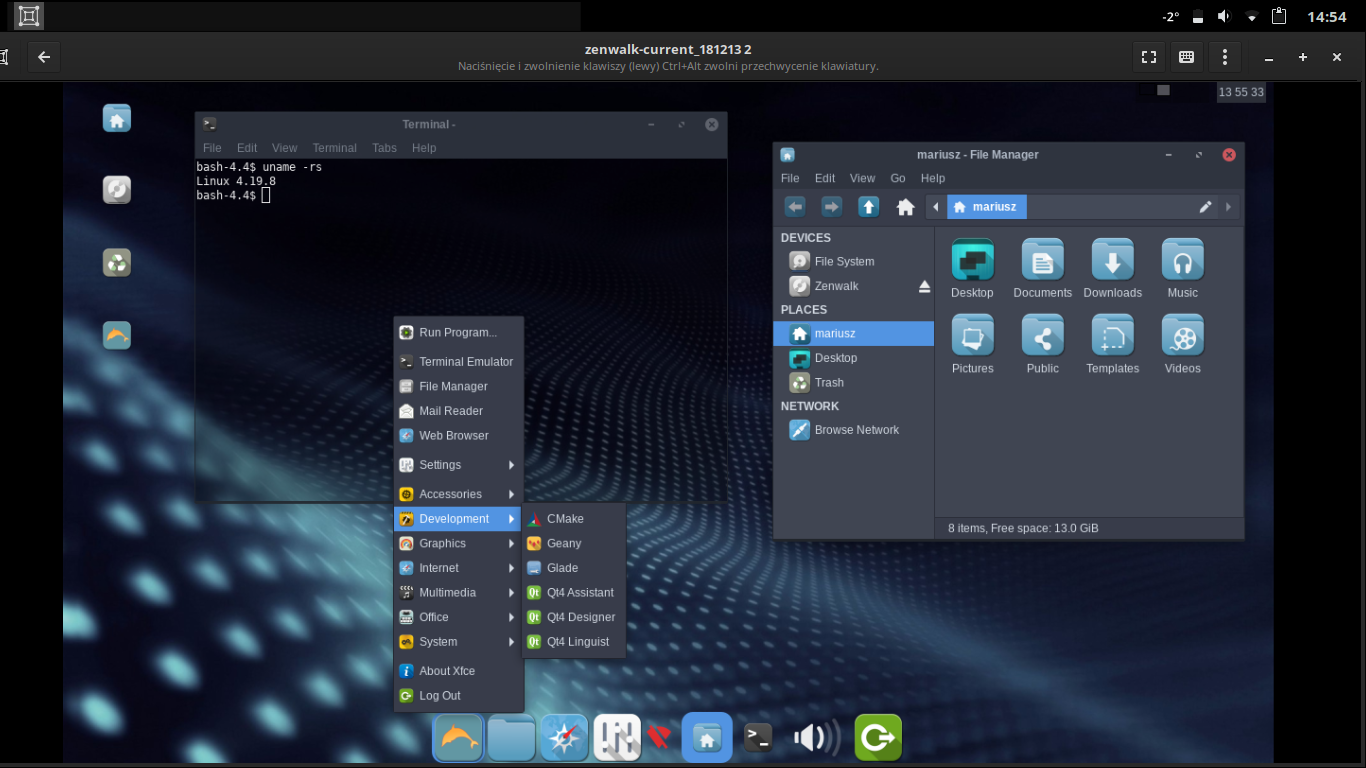 -2°
14:54
zenwalk-current_181213 2
Naciśnięcie i zwolnienie klawiszy (lewy) Ctrl+Alt zwolni przechwycenie klawiatury.
13 55 33
Terminal -
File Edit View Terminal Tabs Help
bash-4.4$ uname -rs
Linux 4.19.8
bash-4.4$
mariusz - File Manager
File Edit View Go Help
mariusz
DEVICES
File System
Zenwalk
PLACES
mariusz
Desktop
Trash
NETWORK
Browse Network
Desktop Documents Downloads Music
Pictures Public Templates Videos
8 items, Free space: 13.0 GiB
Run Program...
Terminal Emulator
File Manager
Mail Reader
Web Browser
Settings
Accessories
Development
Graphics
Internet
Multimedia
Office
System
About Xfce
Log Out
CMake
Geany
Glade
Qt Qt4 Assistant
Qt Qt4 Designer
Qt Qt4 Linguist